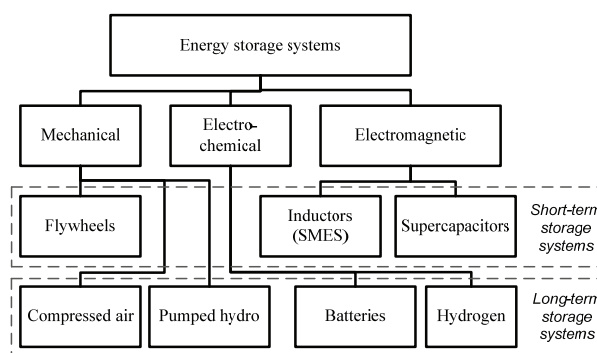 Energy storage systems
Mechanical
Electro-
chemical
Electromagnetic
Flywheels
Inductors
(SMES)
Supercapacitors
Short-term
storage
systems
Compressed air
Pumped hydro
Batteries
Hydrogen
Long-term
storage
systems